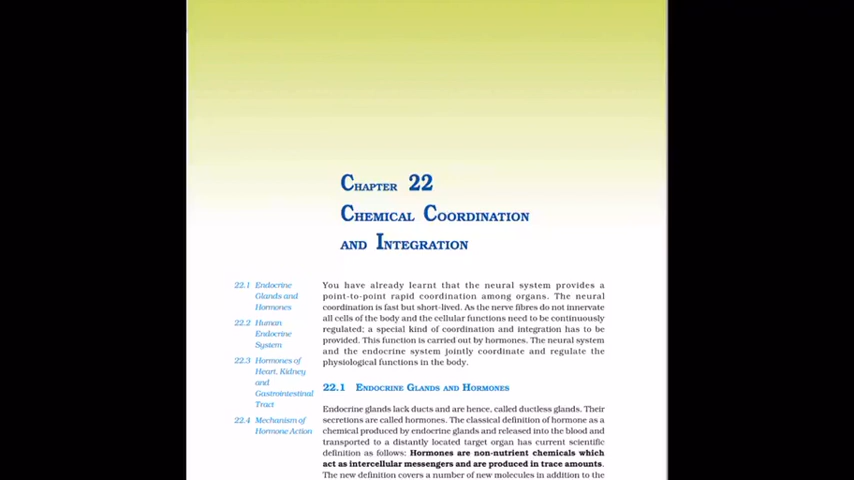 CHAPTER 22
CHEMICAL COORDINATION
AND INTEGRATION
22.1 Endocrine
Glands and
Hormones
22.2 Human
Endocrine
System
22.3 Hormones of
Heart, Kidney
and
Gastrointestinal
Tract
22.4 Mechanism of
Hormone Action
You have already learnt that the neural system provides a
point-to-point rapid coordination among organs. The neural
coordination is fast but short-lived. As the nerve fibres do not innervate
all cells of the body and the cellular functions need to be continuously
regulated; a special kind of coordination and integration has to be
provided. This function is carried out by hormones. The neural system
and the endocrine system jointly coordinate and regulate the
physiological functions in the body.
22.1 ENDOCRINE GLANDS AND HORMONES
Endocrine glands lack ducts and are hence, called ductless glands. Their
secretions are called hormones. The classical definition of hormone as a
chemical produced by endocrine glands and released into the blood and
transported to a distantly located target organ has current scientific
definition as follows: Hormones are non-nutrient chemicals which
act as intercellular messengers and are produced in trace amounts.
The new definition covers a number of new molecules in addition to the